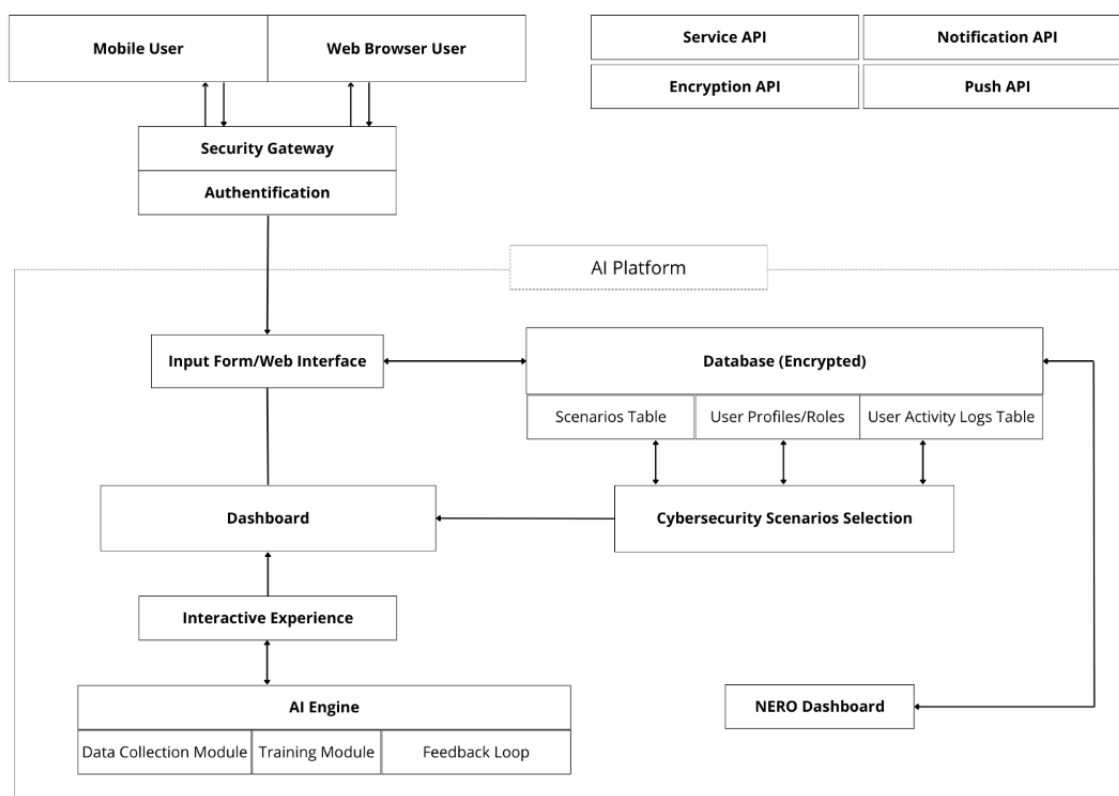 Mobile User
Web Browser User
Service API
Notification API
Encryption API
Push API
Security Gateway
Authentification
AI Platform
Input Form/Web Interface
Database (Encrypted)
Scenarios Table
User Profiles/Roles
User Activity Logs Table
Dashboard
Cybersecurity Scenarios Selection
Interactive Experience
AI Engine
NERO Dashboard
Data Collection Module
Training Module
Feedback Loop